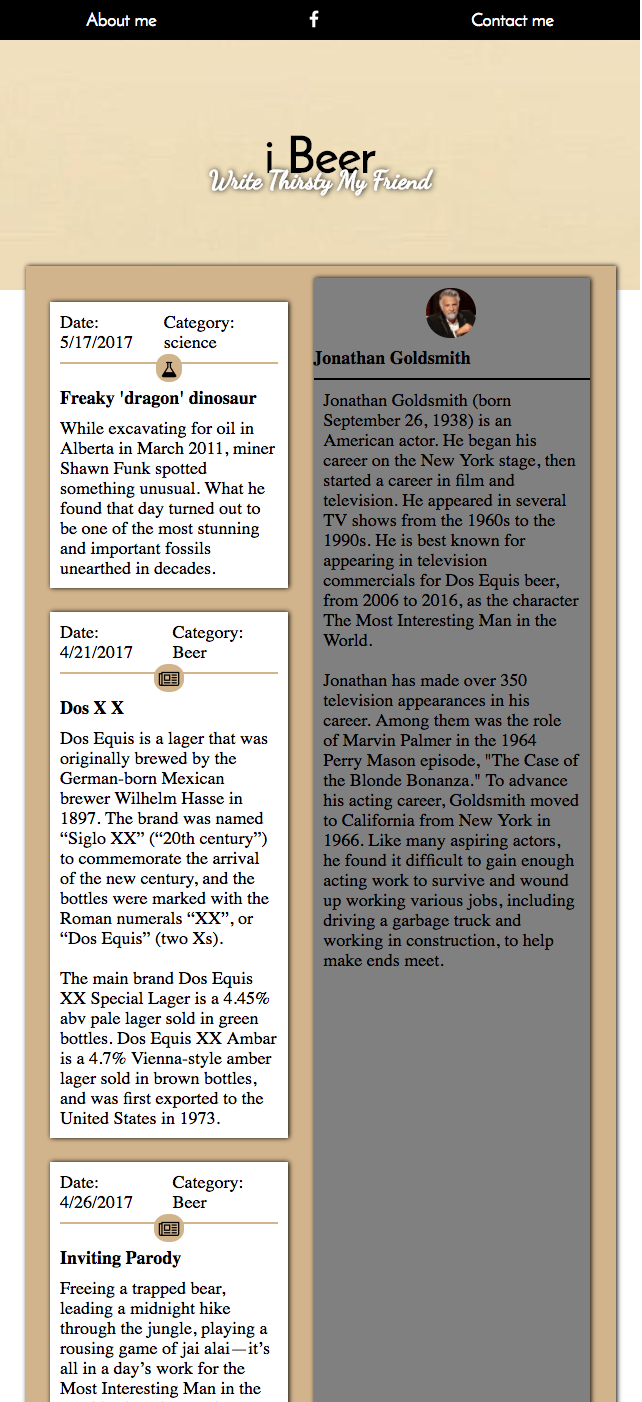 About me
Contact me
i Beer
Write Thirsty My Friend
Date:
5/17/2017
Category:
science
Freaky 'dragon' dinosaur
While excavating for oil in
Alberta in March 2011, miner
Shawn Funk spotted
something unusual. What he
found that day turned out to
be one of the most stunning
and important fossils
unearthed in decades.
Date:
4/21/2017
Category:
Beer
Dos X X
Dos Equis is a lager that was
originally brewed by the
German-born Mexican
brewer Wilhelm Hasse in
1897. The brand was named
“Siglo XX” (“20th century”)
to commemorate the arrival
of the new century, and the
bottles were marked with the
Roman numerals “XX”, or
“Dos Equis” (two Xs).
The main brand Dos Equis
XX Special Lager is a 4.45%
abv pale lager sold in green
bottles. Dos Equis XX Ambar
is a 4.7% Vienna-style amber
lager sold in brown bottles,
and was first exported to the
United States in 1973.
Date:
4/26/2017
Category:
Beer
Inviting Parody
Freeing a trapped bear,
leading a midnight hike
through the jungle, playing a
rousing game of jai alai—it’s
all in a day’s work for the
Most Interesting Man in the
Jonathan Goldsmith
Jonathan Goldsmith (born
September 26, 1938) is an
American actor. He began his
career on the New York stage, then
started a career in film and
television. He appeared in several
TV shows from the 1960s to the
1990s. He is best known for
appearing in television
commercials for Dos Equis beer,
from 2006 to 2016, as the character
The Most Interesting Man in the
World.
Jonathan has made over 350
television appearances in his
career. Among them was the role
of Marvin Palmer in the 1964
Perry Mason episode, "The Case of
the Blonde Bonanza." To advance
his acting career, Goldsmith moved
to California from New York in
1966. Like many aspiring actors,
he found it difficult to gain enough
acting work to survive and wound
up working various jobs, including
driving a garbage truck and
working in construction, to help
make ends meet.